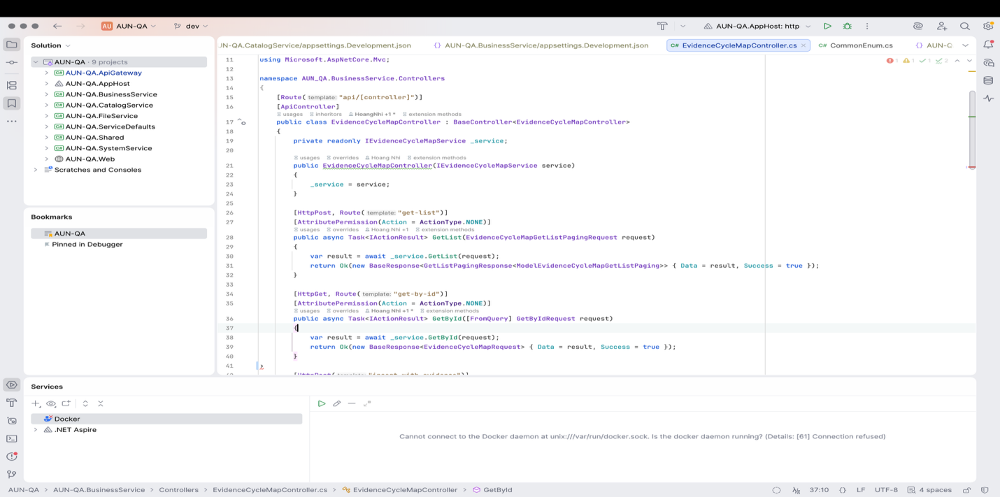 AU AUN-QA dev AUN-QA.AppHost: http
Solution
AUN-QA · 9 projects
C# AUN-QA.ApiGateway
AUN-QA.AppHost
C# AUN-QA.BusinessService
C# AUN-QA.CatalogService
C# AUN-QA.FileService
C# AUN-QA.ServiceDefaults
C# AUN-QA.Shared
C# AUN-QA.SystemService
AUN-QA.Web
Scratches and Consoles
Bookmarks
AUN-QA
Pinned in Debugger
JN-QA.CatalogService/appsettings.Development.json {} AUN-QA.BusinessService/appsettings.Development.json C# EvidenceCycleMapController.cs × C# CommonEnum.cs {} AUN-Q
1 1 1 2
11 using Microsoft.AspNetCore.Mvc;
12
13 namespace AUN_QA.BusinessService.Controllers
14 {
15 [Route( template: "api/[controller]")]
16 [ApiController]
usages inheritors HoangNhi +1 * extension methods
17 public class EvidenceCycleMapController : BaseController<EvidenceCycleMapController>
18 {
19 private readonly IEvidenceCycleMapService _service;
20
usages overrides Hoang Nhi extension methods
21 public EvidenceCycleMapController(IEvidenceCycleMapService service)
22 {
23 _service = service;
24 }
25
26 [HttpPost, Route( template: "get-list")]
27 [AttributePermission(Action = ActionType.NONE)]
usages overrides Hoang Nhi +1 extension methods
28 public async Task<IActionResult> GetList(EvidenceCycleMapGetListPagingRequest request)
29 {
30 var result = await _service.GetList(request);
31 return Ok(new BaseResponse<GetListPagingResponse<ModelEvidenceCycleMapGetListPaging>> { Data = result, Success = true });
32 }
33
34 [HttpGet, Route( template: "get-by-id")]
35 [AttributePermission(Action = ActionType.NONE)]
usages overrides Hoang Nhi +1 * extension methods
36 public async Task<IActionResult> GetById([FromQuery] GetByIdRequest request)
37 {
38 var result = await _service.GetById(request);
39 return Ok(new BaseResponse<EvidenceCycleMapRequest> { Data = result, Success = true });
40 }
41 >
[HttpPost( template: "insert-with-evidence")]
Services
Docker
.NET Aspire
Cannot connect to the Docker daemon at unix:///var/run/docker.sock. Is the docker daemon running? (Details: [61] Connection refused)
AUN-QA > AUN-QA.BusinessService > Controllers > EvidenceCycleMapController.cs > EvidenceCycleMapController > GetById 37:10 {} LF UTF-8 4 spaces